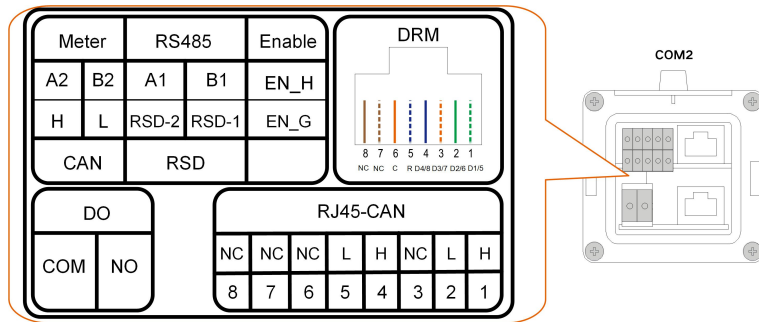 COM2
Meter RS485 Enable
A2 B2 A1 B1 EN_H
H L RSD-2 RSD-1 EN_G
CAN RSD
DRM
8 7 6 5 4 3 2 1
NC NC C R D4/8 D3/7 D2/6 D1/5
DO
COM NO
RJ45-CAN
NC NC NC L H NC L H
8 7 6 5 4 3 2 1